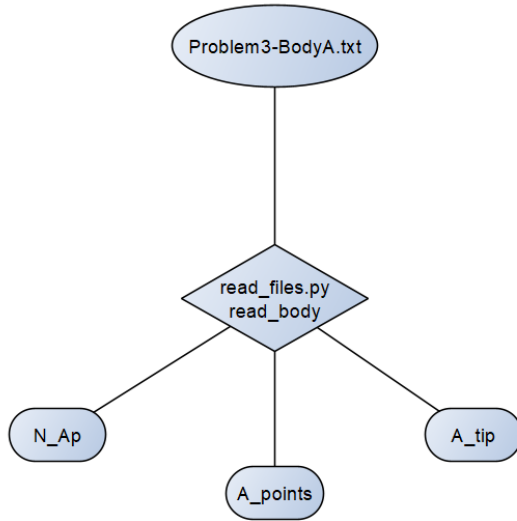 Problem3-BodyA.txt
read_files.py
read_body
N_Ap
A_tip
A_points